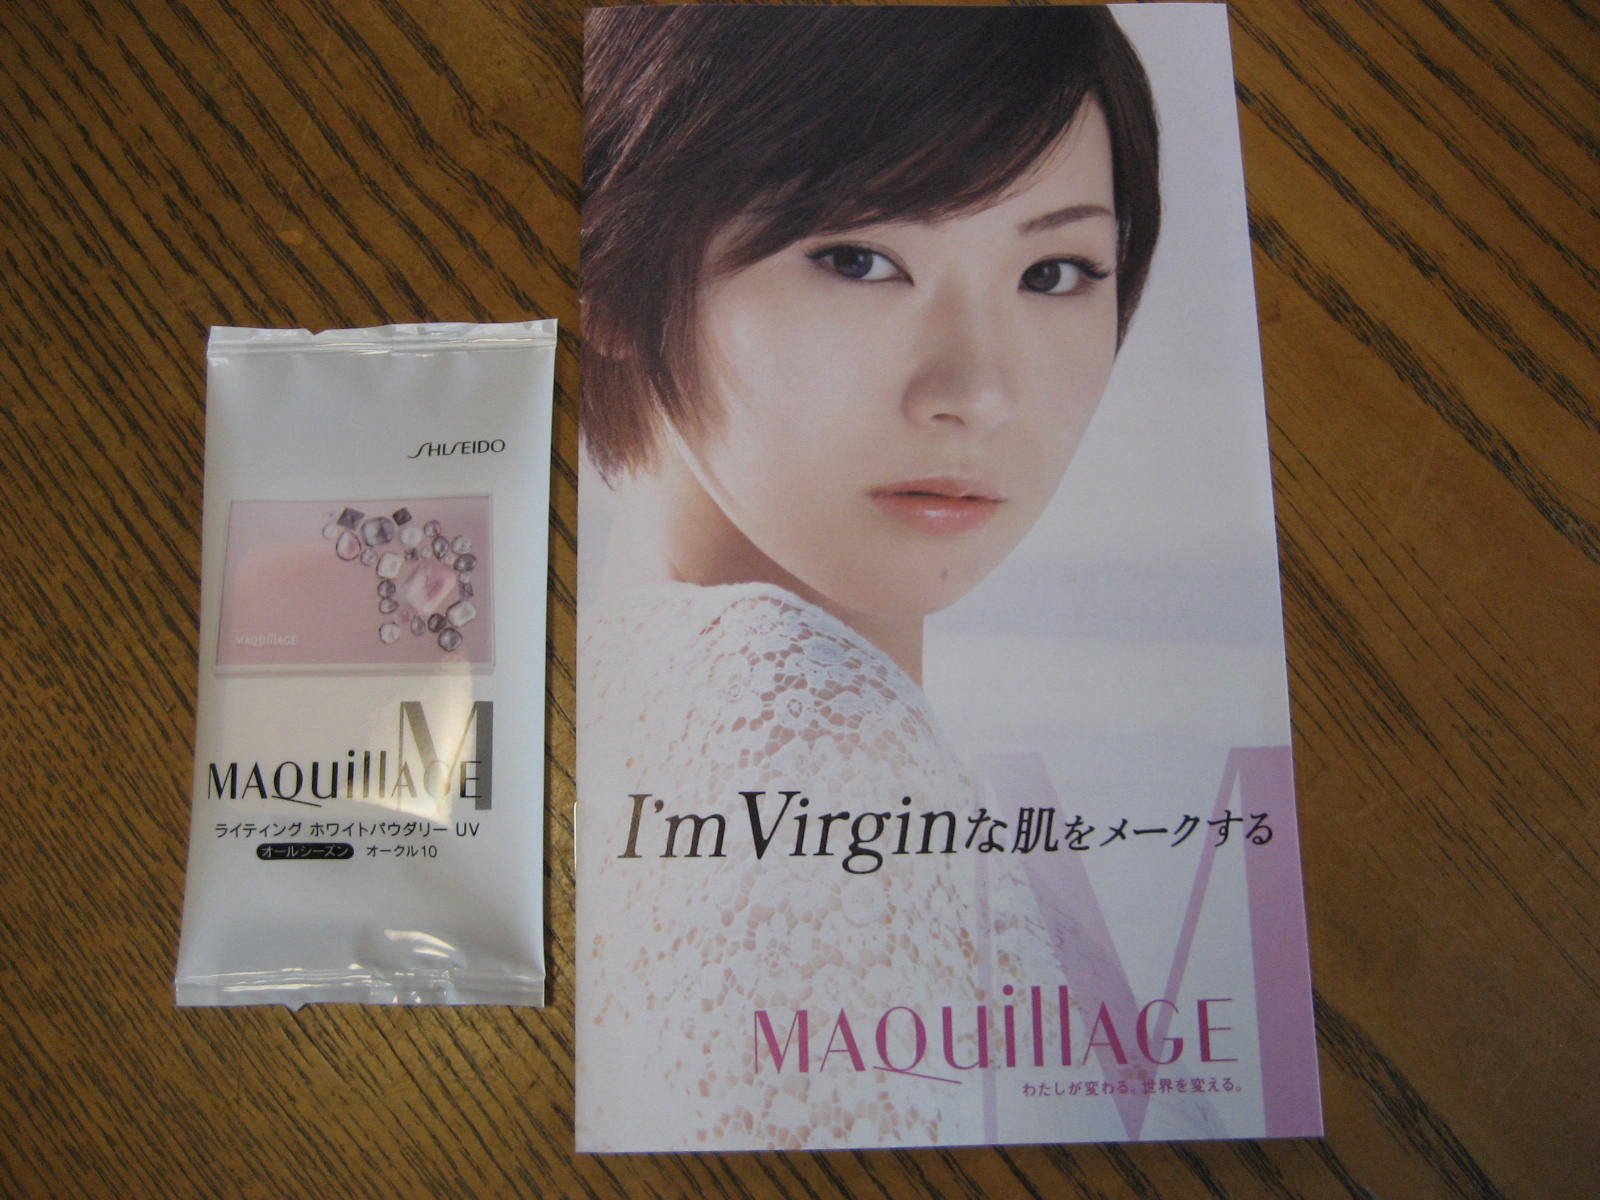 SHISEIDO
MAQuillAGE
M
MAQuillAGE
ライティング ホワイトパウダリー UV
オールシーズン オークル10
I'm Virginな肌をメークする
M
MAQuillAGE
わたしが変わる。世界を変える。